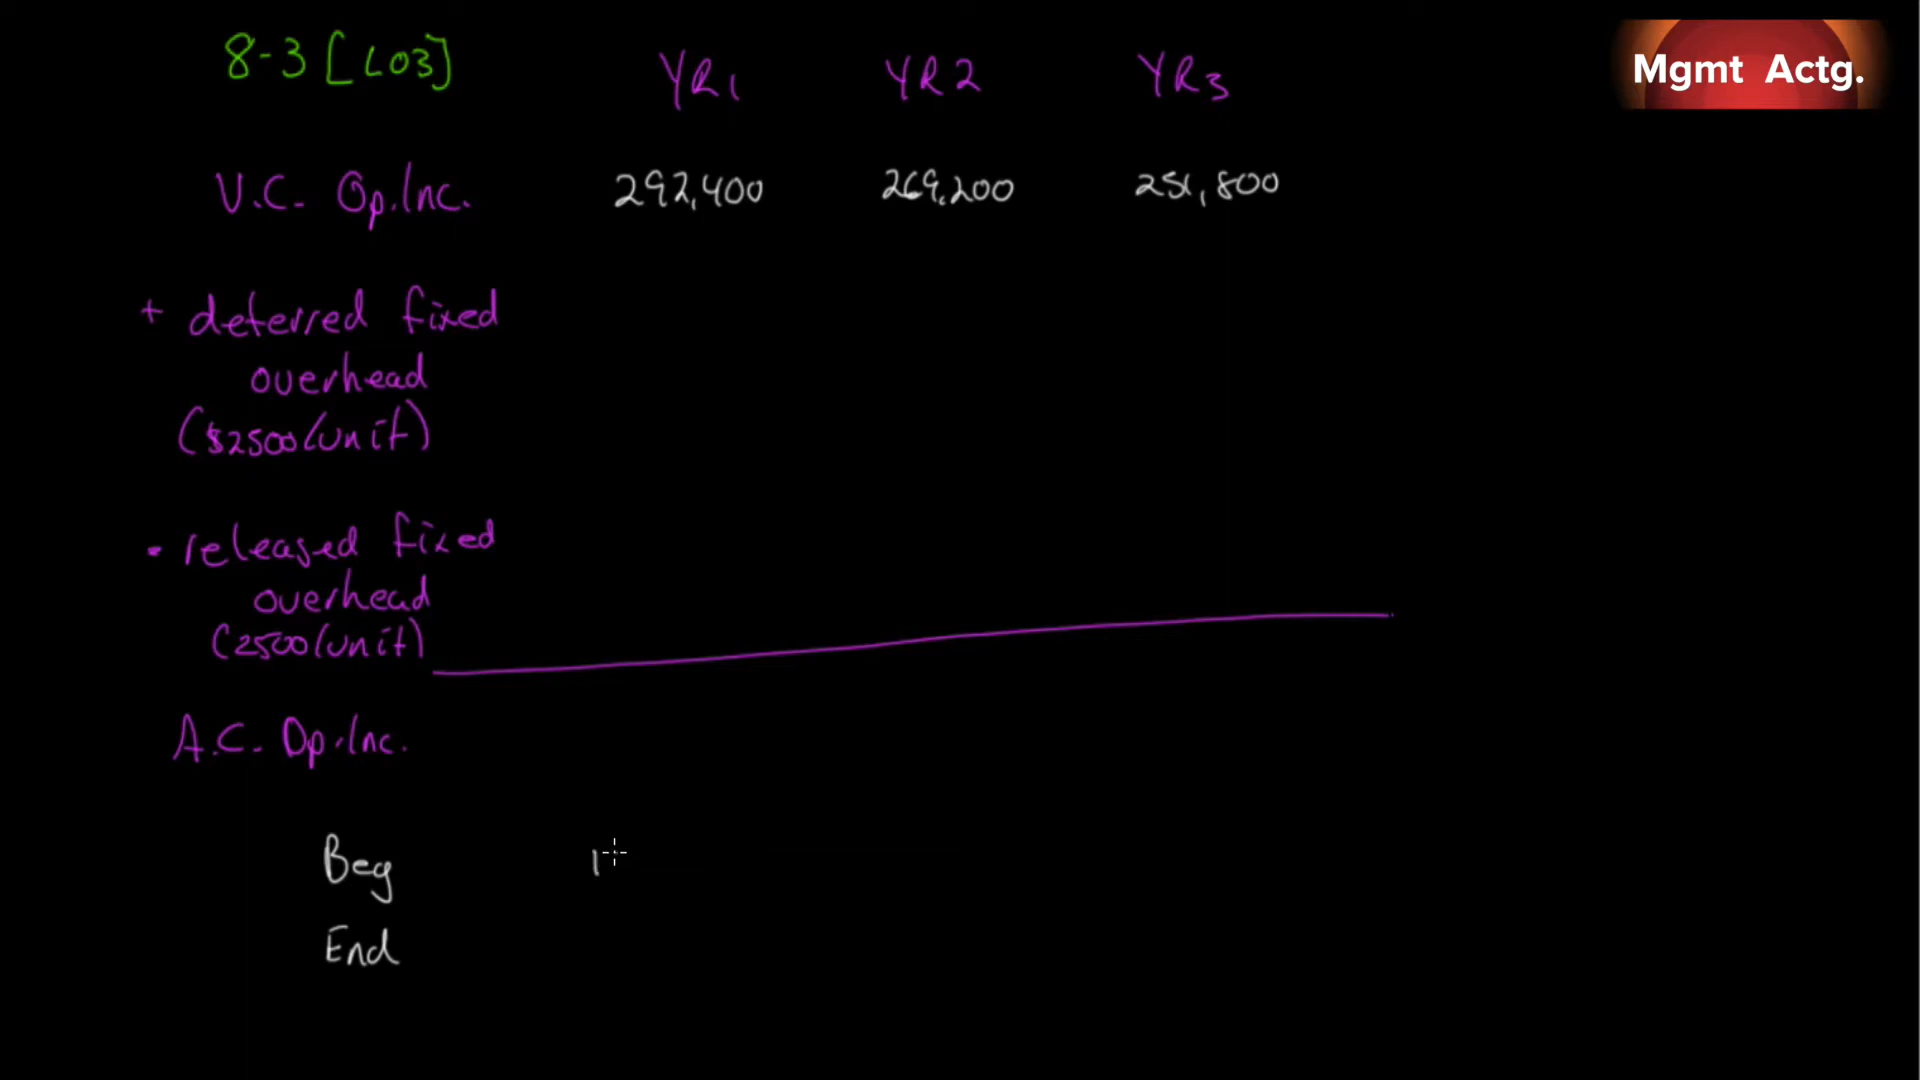 8-3 [LO3] YR1 YR2 YR3
Mgmt Actg.
V.C. Op.Inc. 292,400 269,200 251,800
+ deferred fixed
overhead
($2500/unit)
- released fixed
overhead
(2500/unit)
A.C. Op.Inc.
Beg 1
End